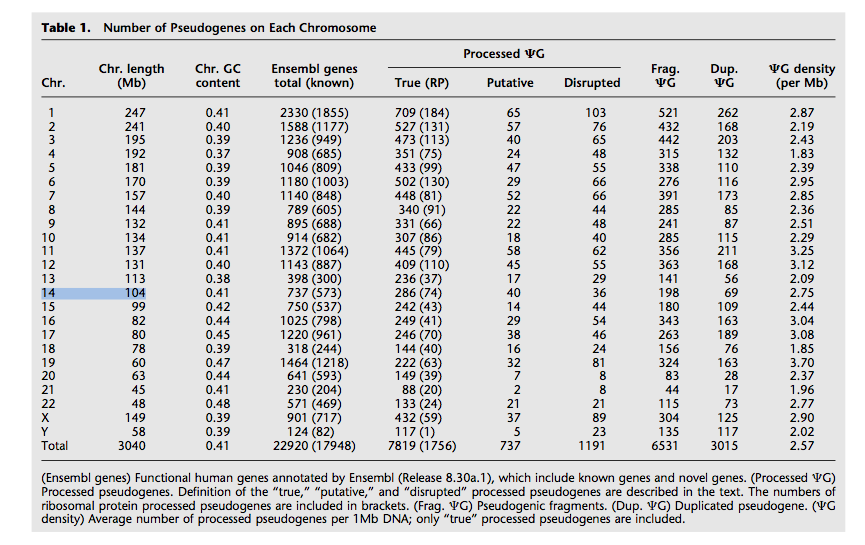 Table 1. Number of Pseudogenes on Each Chromosome
Processed ΨG
Chr. length Chr. GC Ensembl genes Frag. Dup. ΨG density
Chr. (Mb) content total (known) True (RP) Putative Disrupted ΨG ΨG (per Mb)
1 247 0.41 2330 (1855) 709 (184) 65 103 521 262 2.87
2 241 0.40 1588 (1177) 527 (131) 57 76 432 168 2.19
3 195 0.39 1236 (949) 473 (113) 40 65 442 203 2.43
4 192 0.37 908 (685) 351 (75) 24 48 315 132 1.83
5 181 0.39 1046 (809) 433 (99) 47 55 338 110 2.39
6 170 0.39 1180 (1003) 502 (130) 29 66 276 116 2.95
7 157 0.40 1140 (848) 448 (81) 52 66 391 173 2.85
8 144 0.39 789 (605) 340 (91) 22 44 285 85 2.36
9 132 0.41 895 (688) 331 (66) 22 48 241 87 2.51
10 134 0.41 914 (682) 307 (86) 18 40 285 115 2.29
11 137 0.41 1372 (1064) 445 (79) 58 62 356 211 3.25
12 131 0.40 1143 (887) 409 (110) 45 55 363 168 3.12
13 113 0.38 398 (300) 236 (37) 17 29 141 56 2.09
14 104 0.41 737 (573) 286 (74) 40 36 198 69 2.75
15 99 0.42 750 (537) 242 (43) 14 44 180 109 2.44
16 82 0.44 1025 (798) 249 (41) 29 54 343 163 3.04
17 80 0.45 1220 (961) 246 (70) 38 46 263 189 3.08
18 78 0.39 318 (244) 144 (40) 16 24 156 76 1.85
19 60 0.47 1464 (1218) 222 (63) 32 81 324 163 3.70
20 63 0.44 641 (593) 149 (39) 7 8 83 28 2.37
21 45 0.41 230 (204) 88 (20) 2 8 44 17 1.96
22 48 0.48 571 (469) 133 (24) 21 21 115 73 2.77
X 149 0.39 901 (717) 432 (59) 37 89 304 125 2.90
Y 58 0.39 124 (82) 117 (1) 5 23 135 117 2.02
Total 3040 0.41 22920 (17948) 7819 (1756) 737 1191 6531 3015 2.57
(Ensembl genes) Functional human genes annotated by Ensembl (Release 8.30a.1), which include known genes and novel genes. (Processed ΨG)
Processed pseudogenes. Definition of the “true,” “putative,” and “disrupted” processed pseudogenes are described in the text. The numbers of
ribosomal protein processed pseudogenes are included in brackets. (Frag. ΨG) Pseudogenic fragments. (Dup. ΨG) Duplicated pseudogene. (ΨG
density) Average number of processed pseudogenes per 1Mb DNA; only “true” processed pseudogenes are included.